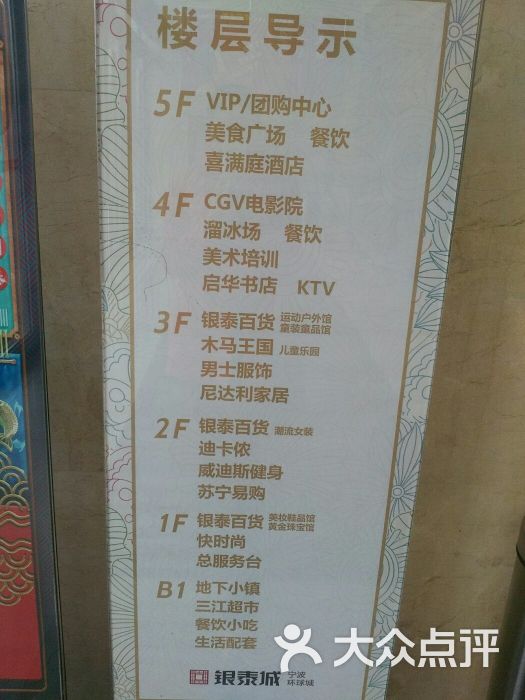 楼层导示
5F VIP/团购中心
美食广场 餐饮
喜满庭酒店
4F CGV电影院
溜冰场 餐饮
美术培训
启华书店 KTV
3F 银泰百货 运动户外馆
童装童品馆
木马王国 儿童乐园
男士服饰
尼达利家居
2F 银泰百货 潮流女装
迪卡侬
威迪斯健身
苏宁易购
1F 银泰百货 美妆鞋品馆
黄金珠宝馆
快时尚
总服务台
B1 地下小镇
三江超市
餐饮小吃
生活配套
银泰城 宁波
环球城
大众点评